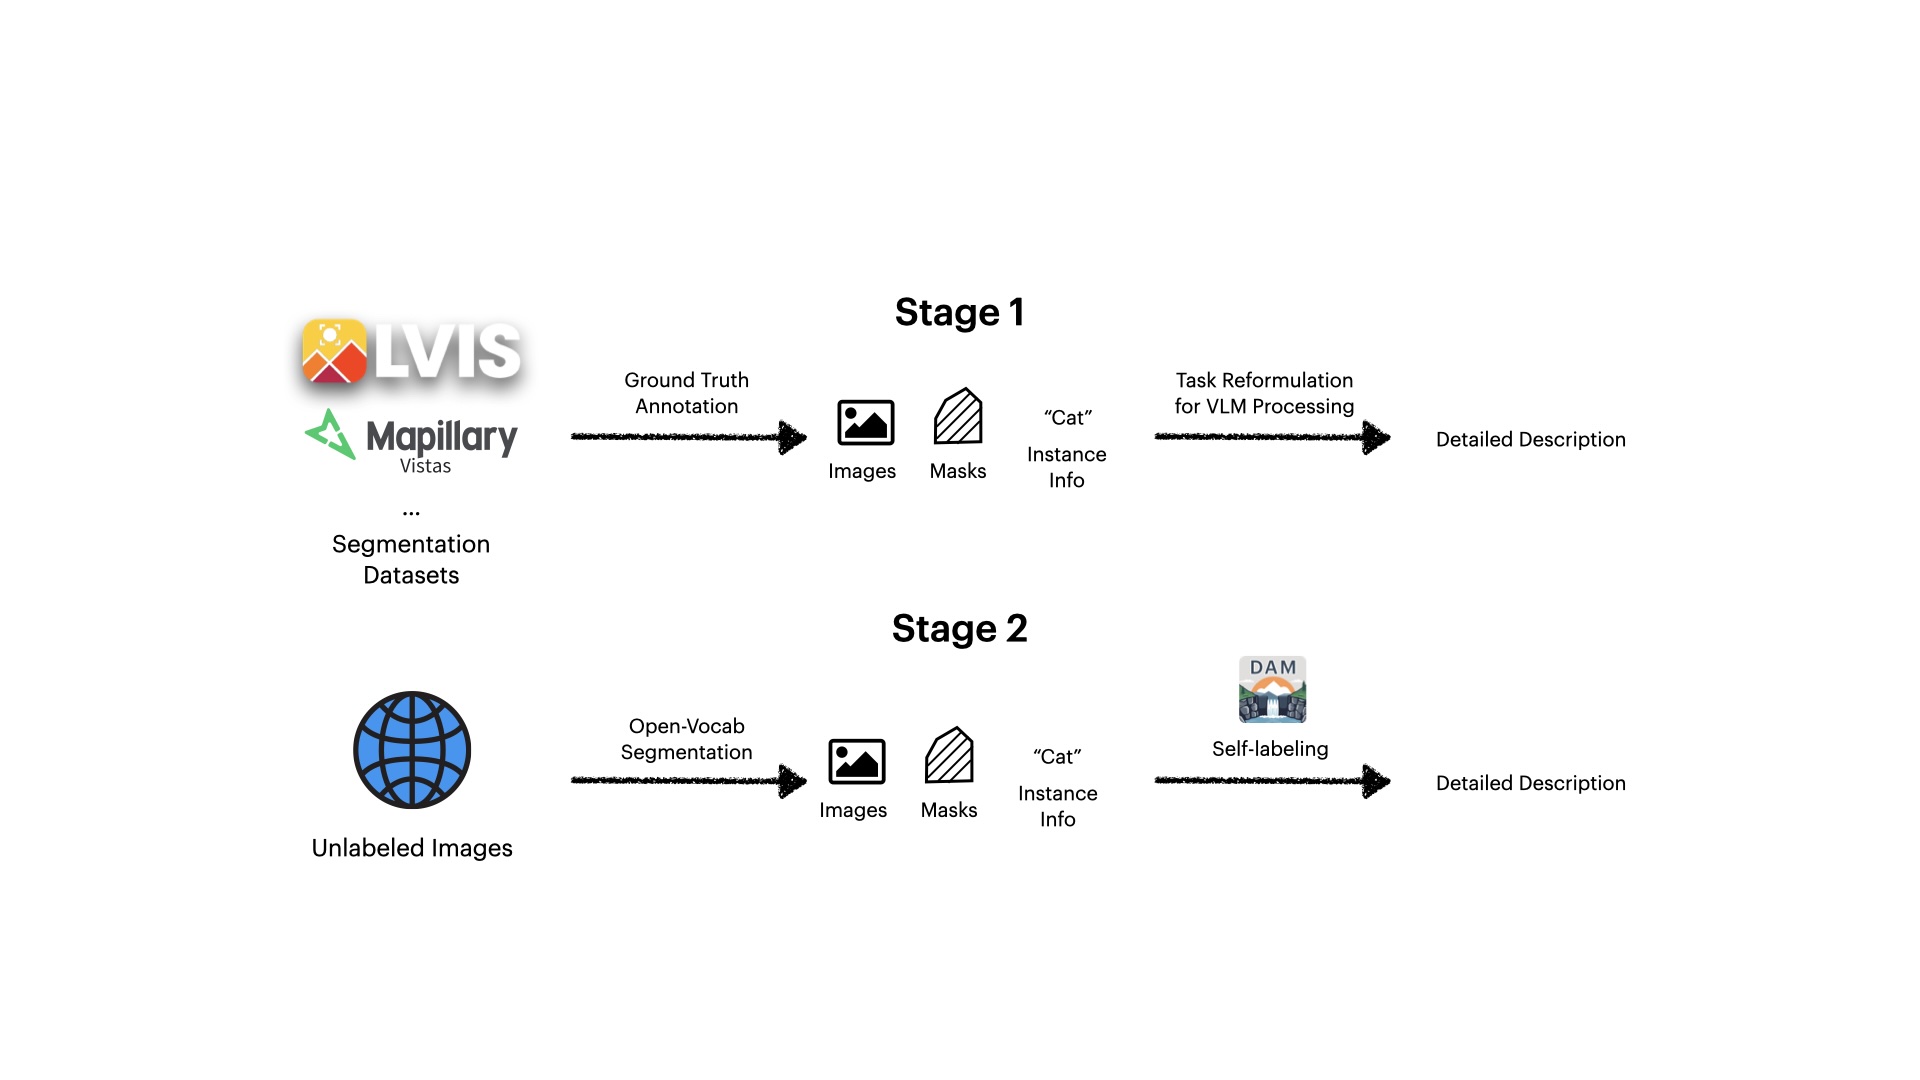 Stage 1
LVIS
Mapillary
Vistas
...
Segmentation
Datasets
Ground Truth
Annotation
Images
Masks
“Cat”
Instance
Info
Task Reformulation
for VLM Processing
Detailed Description
Stage 2
Unlabeled Images
Open-Vocab
Segmentation
Images
Masks
“Cat”
Instance
Info
DAM
Self-labeling
Detailed Description